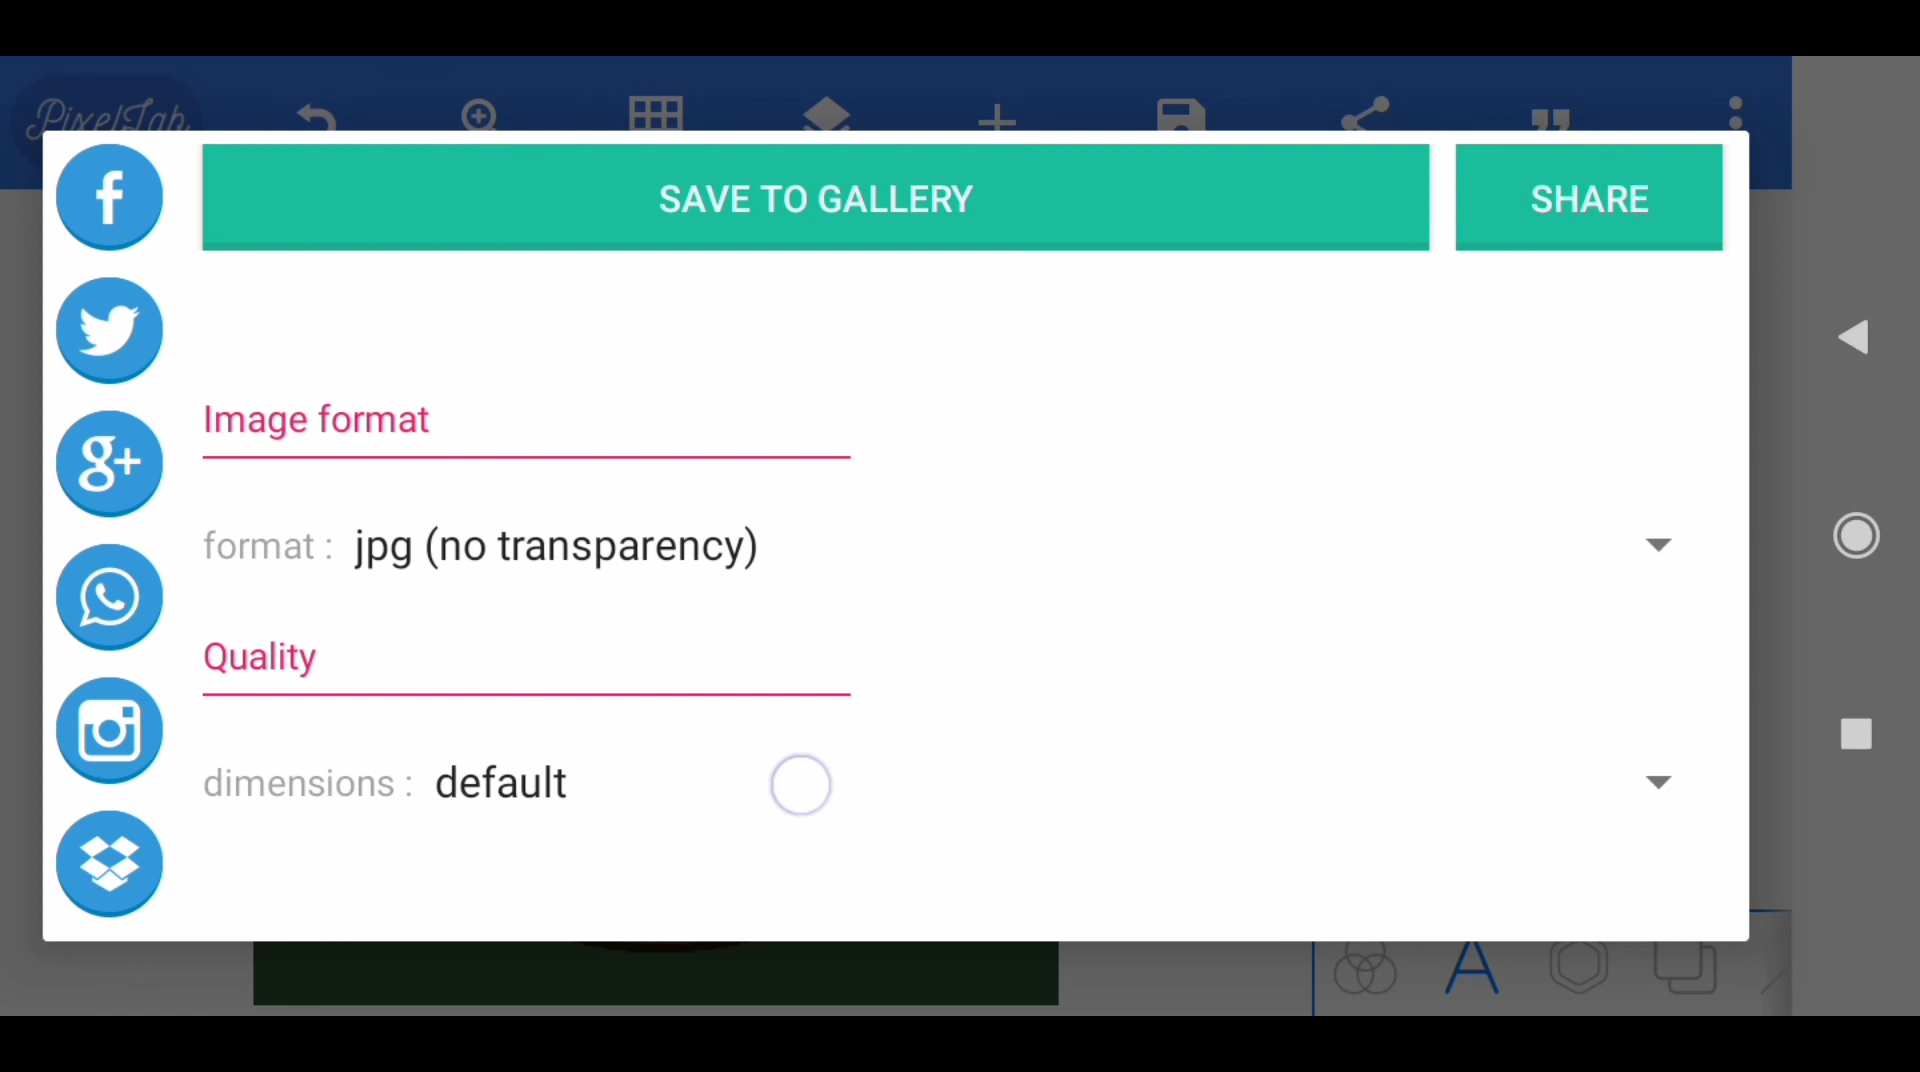 PixelLab
SAVE TO GALLERY
SHARE
Image format
format : jpg (no transparency)
Quality
dimensions : default